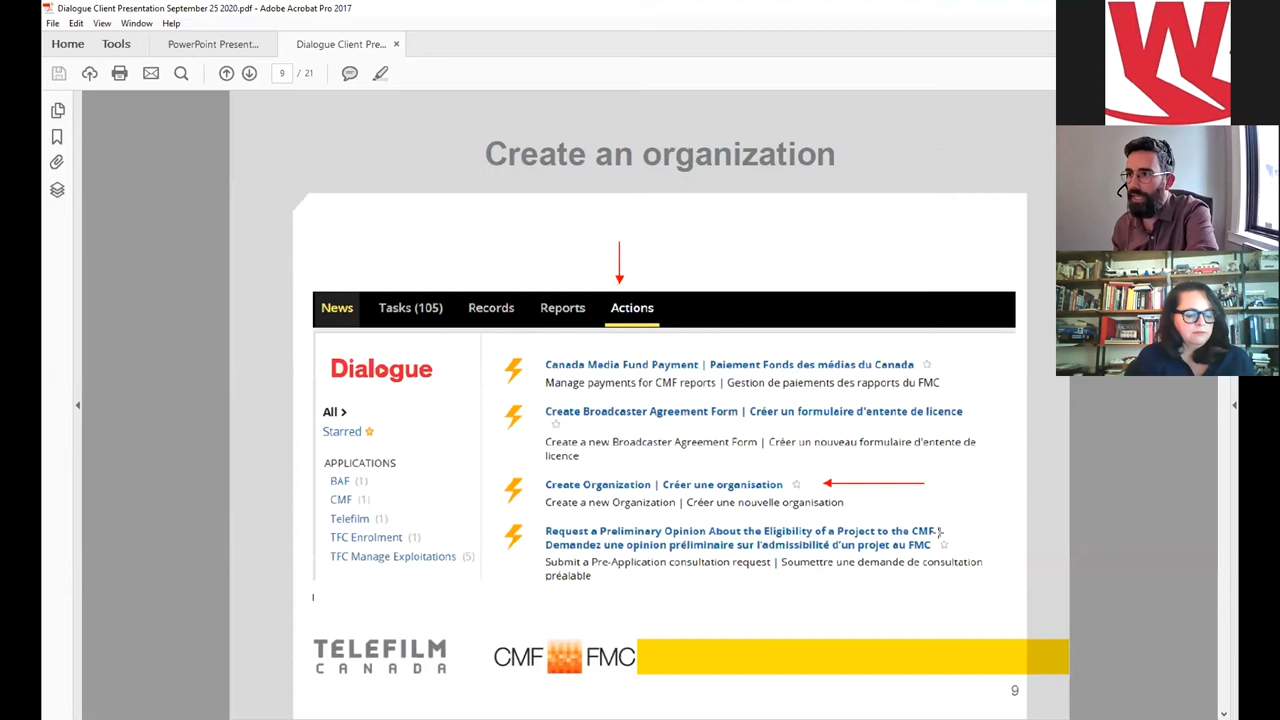 Dialogue Client Presentation September 25 2020.pdf - Adobe Acrobat Pro 2017
File Edit View Window Help
Home Tools PowerPoint Present... Dialogue Client Pre... ×
9 / 21
Create an organization
News Tasks (105) Records Reports Actions
Dialogue
All >
Starred
APPLICATIONS
BAF (1)
CMF (1)
Telefilm (1)
TFC Enrolment (1)
TFC Manage Exploitations (5)
Canada Media Fund Payment | Paiement Fonds des médias du Canada
Manage payments for CMF reports | Gestion de paiements des rapports du FMC
Create Broadcaster Agreement Form | Créer un formulaire d'entente de licence
Create a new Broadcaster Agreement Form | Créer un nouveau formulaire d'entente de
licence
Create Organization | Créer une organisation
Create a new Organization | Créer une nouvelle organisation
Request a Preliminary Opinion About the Eligibility of a Project to the CMF |
Demandez une opinion préliminaire sur l'admissibilité d'un projet au FMC
Submit a Pre-Application consultation request | Soumettre une demande de consultation
préalable
TELEFILM
CANADA
CMF FMC
9